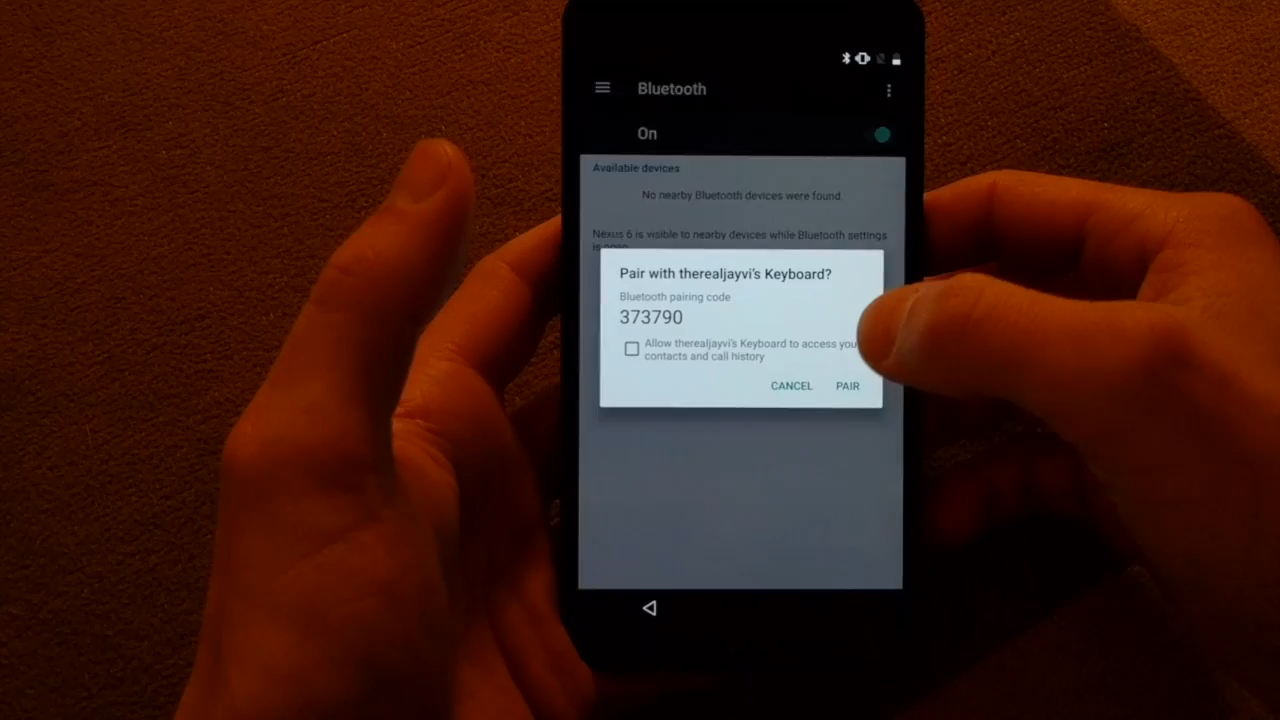 Bluetooth
On
Available devices
No nearby Bluetooth devices were found.
Nexus 6 is visible to nearby devices while Bluetooth settings
is open.
Pair with therealjayvi's Keyboard?
Bluetooth pairing code
373790
Allow therealjayvi's Keyboard to access you
contacts and call history
CANCEL PAIR